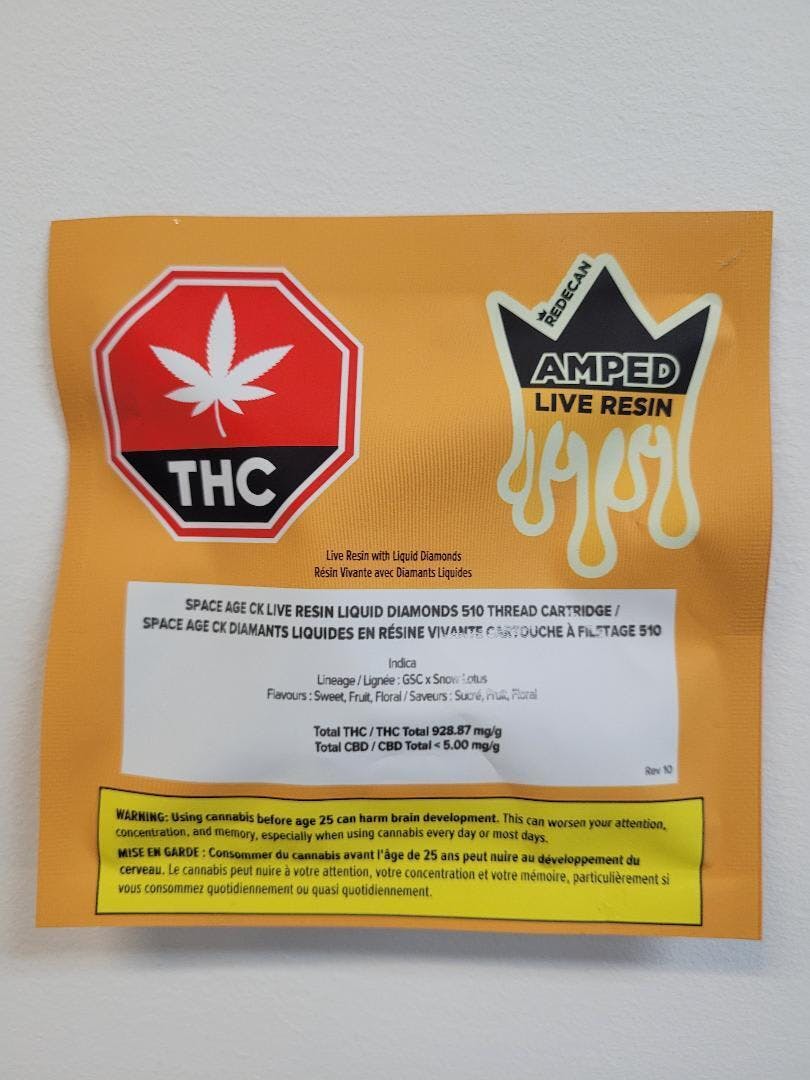 REDECAN
AMPED
LIVE RESIN
THC
Live Resin with Liquid Diamonds
Résin Vivante avec Diamants Liquides
SPACE AGE CK LIVE RESIN LIQUID DIAMONDS 510 THREAD CARTRIDGE /
SPACE AGE CK DIAMANTS LIQUIDES EN RÉSINE VIVANTE CARTOUCHE À FILETAGE 510
Indica
Lineage / Lignée : GSC x Snow Lotus
Flavours : Sweet, Fruit, Floral / Saveurs : Sucré, Fruit, Floral
Total THC / THC Total 928.87 mg/g
Total CBD / CBD Total < 5.00 mg/g
Rev 10
WARNING: Using cannabis before age 25 can harm brain development. This can worsen your attention,
concentration, and memory, especially when using cannabis every day or most days.
MISE EN GARDE : Consommer du cannabis avant l'âge de 25 ans peut nuire au développement du
cerveau. Le cannabis peut nuire à votre attention, votre concentration et votre mémoire, particulièrement si
vous consommez quotidiennement ou quasi quotidiennement.